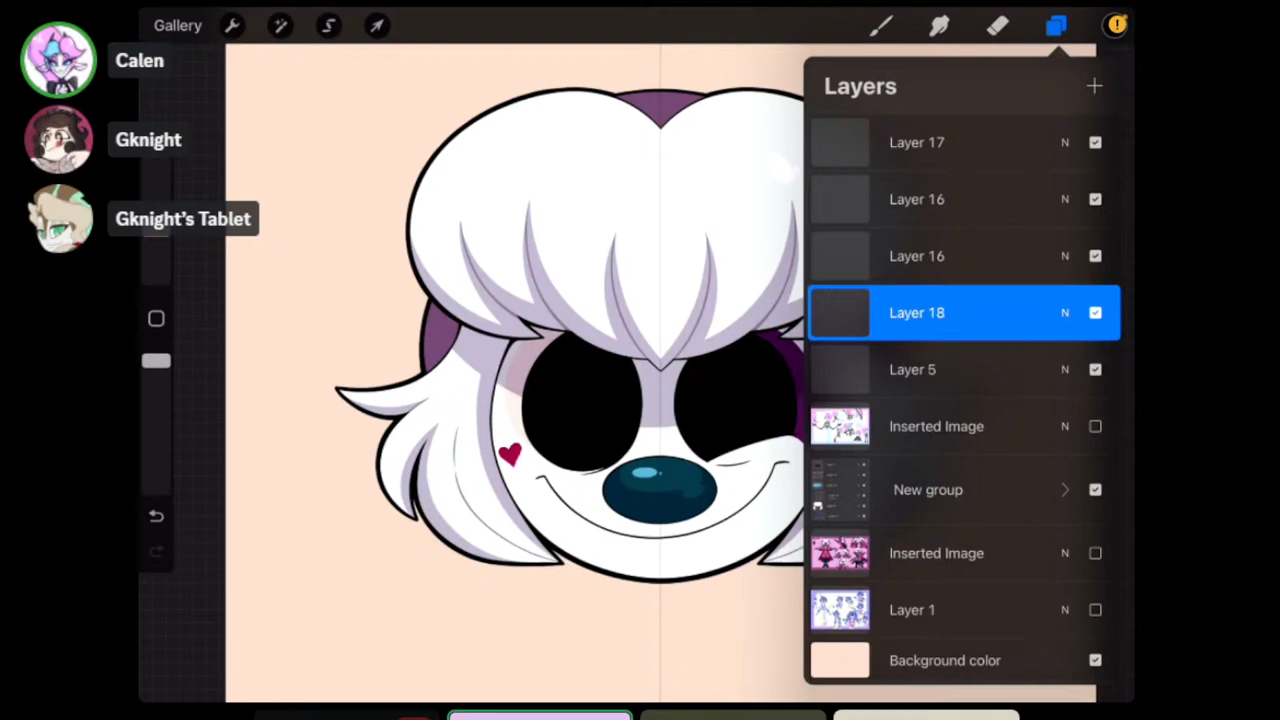 Gallery
Calen
Gknight
Gknight's Tablet
Layers
Layer 17 N
Layer 16 N
Layer 16 N
Layer 18 N
Layer 5 N
Inserted Image N
New group
Inserted Image N
Layer 1 N
Background color